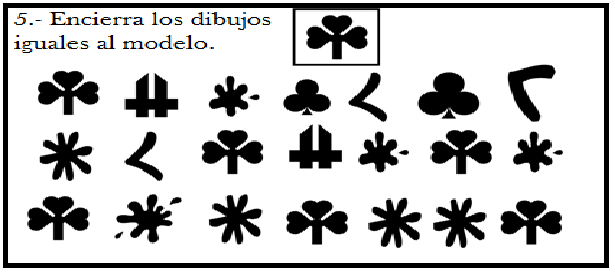 5.- Encierra los dibujos
iguales al modelo.